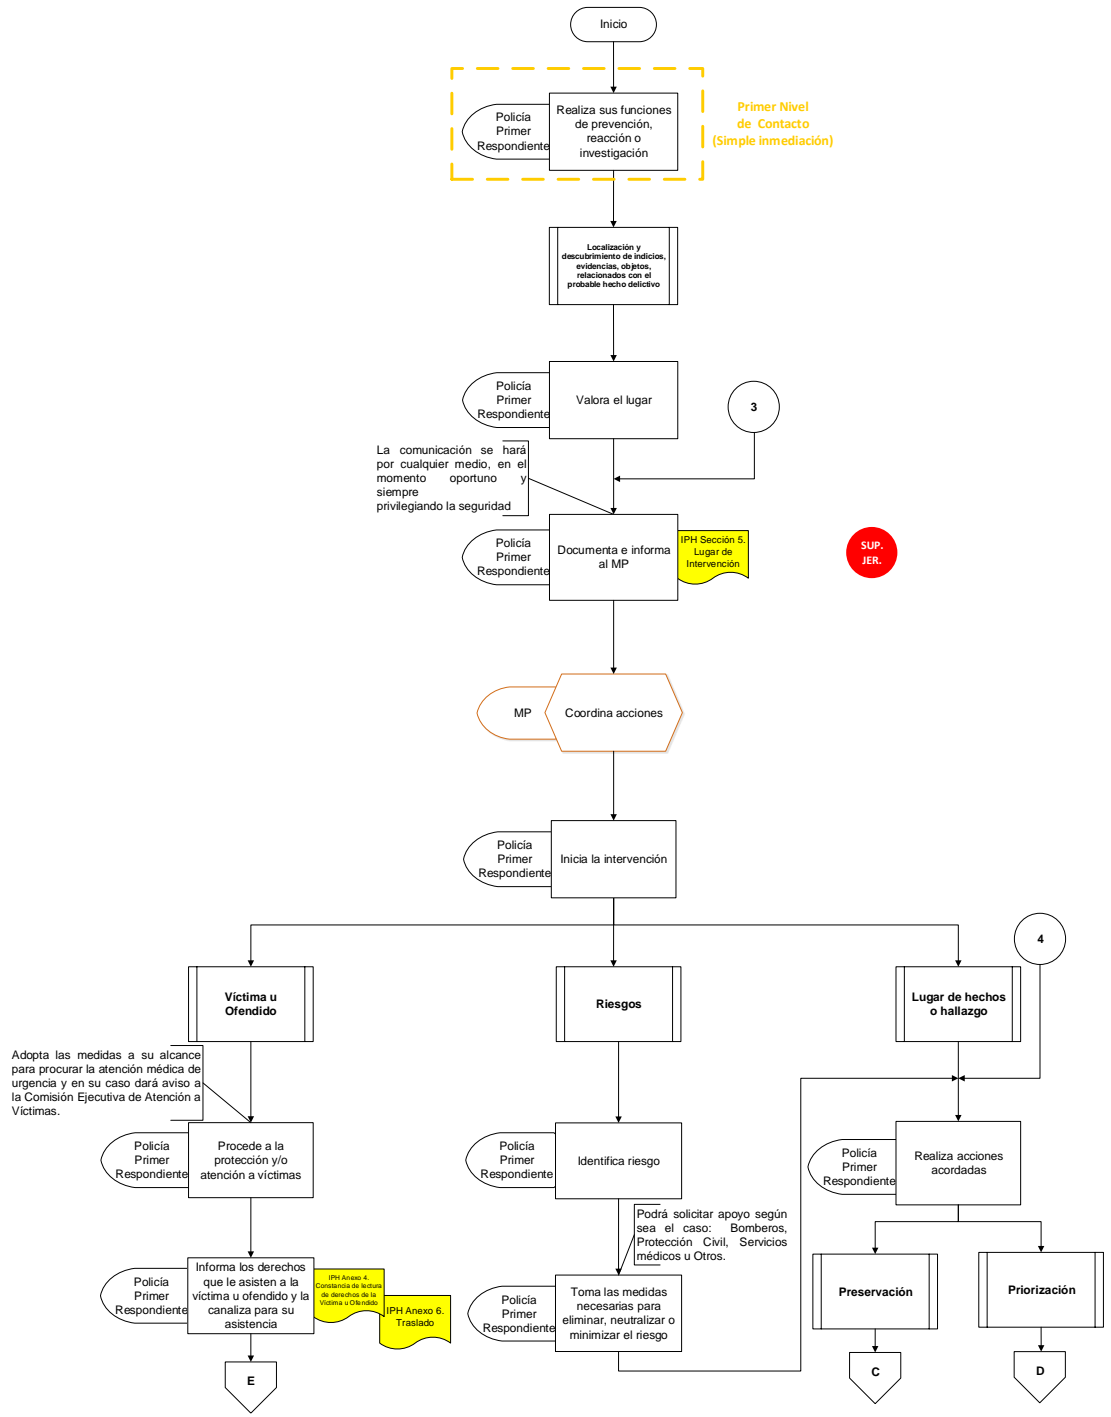 Inicio
Policía
Primer
Respondiente
Realiza sus funciones
de prevención,
reacción o
investigación
Primer Nivel
de Contacto
(Simple inmediación)
Localización y
descubrimiento de indicios,
evidencias, objetos,
relacionados con el
probable hecho delictivo
Policía
Primer
Respondiente
Valora el lugar
3
La comunicación se hará
por cualquier medio, en el
momento oportuno y
siempre
privilegiando la seguridad
Policía
Primer
Respondiente
Documenta e informa
al MP
IPH Sección 5.
Lugar de
Intervención
SUP.
JER.
MP
Coordina acciones
Policía
Primer
Respondiente
Inicia la intervención
4
Víctima u
Ofendido
Riesgos
Lugar de hechos
o hallazgo
Adopta las medidas a su alcance
para procurar la atención médica de
urgencia y en su caso dará aviso a
la Comisión Ejecutiva de Atención a
Víctimas.
Policía
Primer
Respondiente
Procede a la
protección y/o
atención a víctimas
Policía
Primer
Respondiente
Identifica riesgo
Policía
Primer
Respondiente
Realiza acciones
acordadas
Podrá solicitar apoyo según
sea el caso: Bomberos,
Protección Civil, Servicios
médicos u Otros.
Policía
Primer
Respondiente
Informa los derechos
que le asisten a la
víctima u ofendido y la
canaliza para su
asistencia
IPH Anexo 4.
Constancia de lectura
de derechos de la
Víctima u Ofendido
IPH Anexo 6.
Traslado
Policía
Primer
Respondiente
Toma las medidas
necesarias para
eliminar, neutralizar o
minimizar el riesgo
Preservación
Priorización
E
C
D